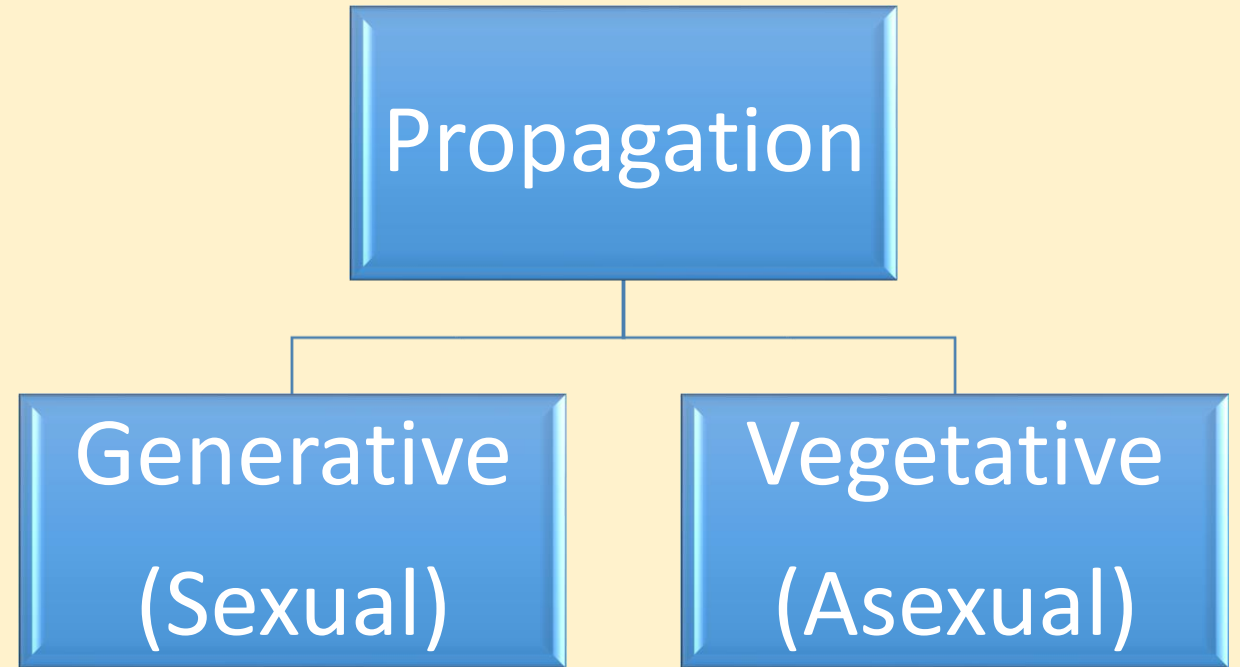 Propagation
Generative
(Sexual)
Vegetative
(Asexual)